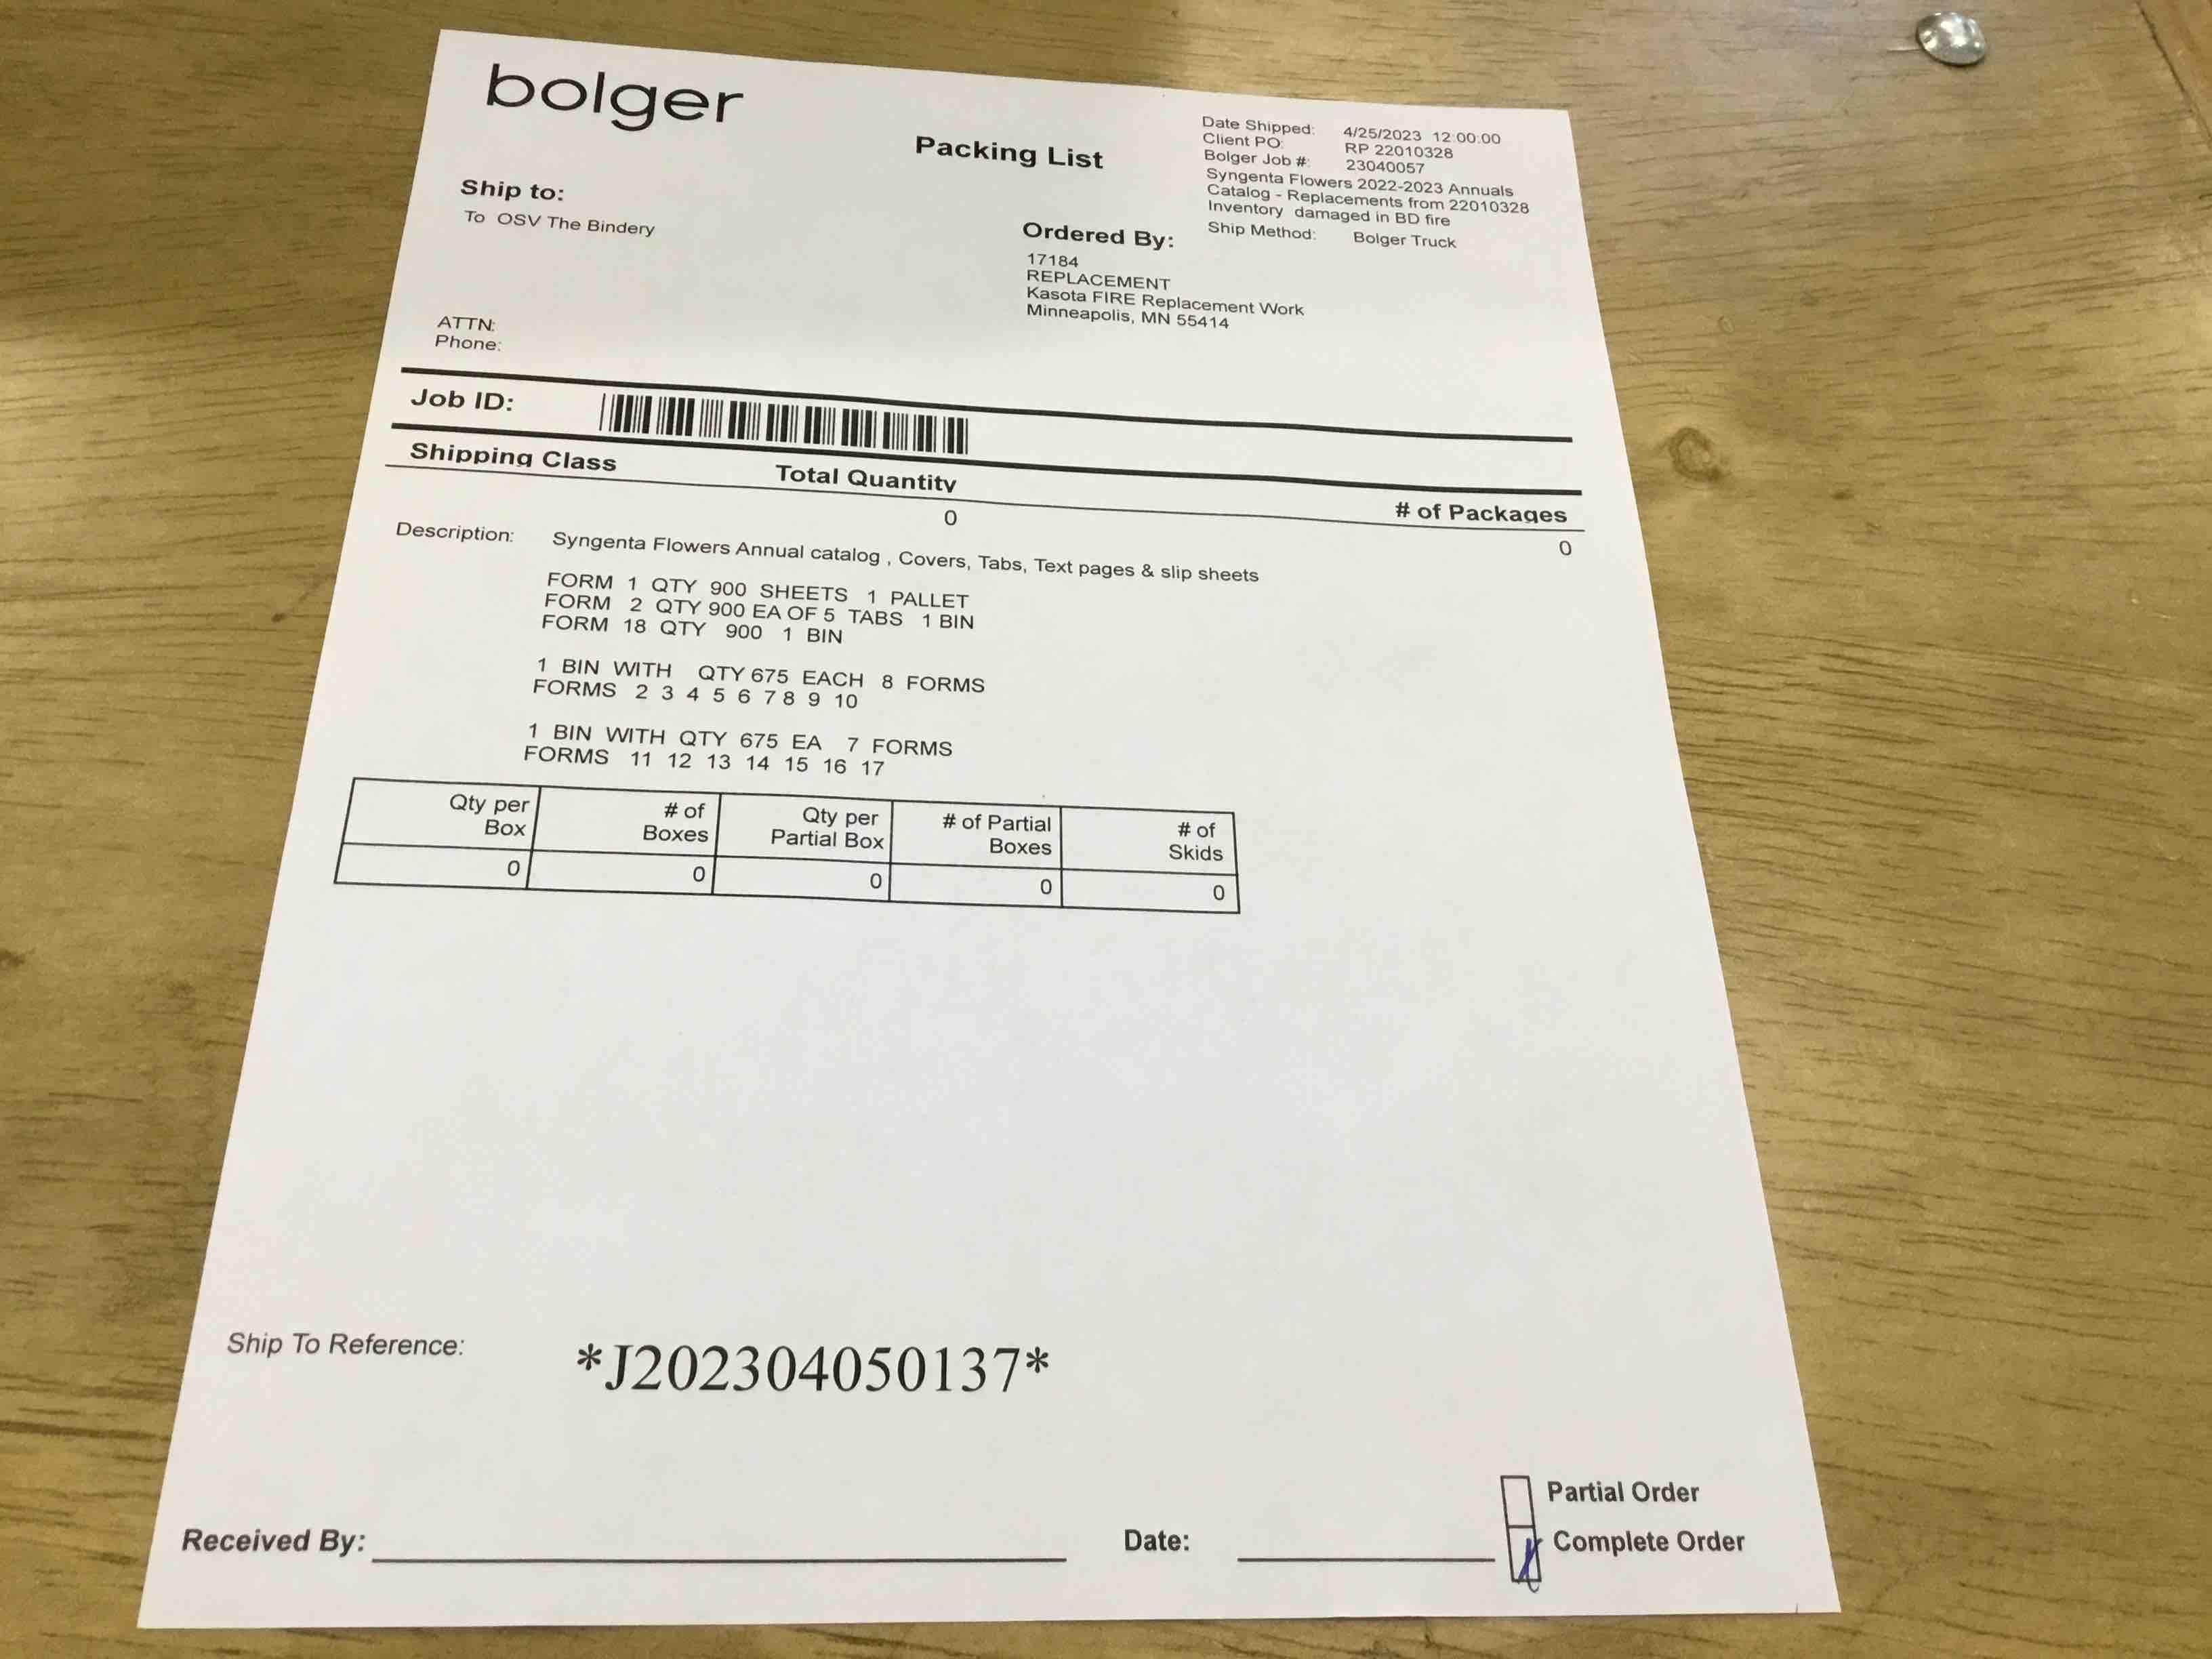 bolger
Packing List
Date Shipped: 4/25/2023 12:00:00
Client PO: RP 22010328
Bolger Job #: 23040057
Syngenta Flowers 2022-2023 Annuals
Catalog - Replacements from 22010328
Inventory damaged in BD fire
Ship Method: Bolger Truck
Ship to:
To OSV The Bindery
Ordered By:
17184
REPLACEMENT
Kasota FIRE Replacement Work
Minneapolis, MN 55414
ATTN:
Phone:
Job ID:
Shipping Class Total Quantity # of Packages
0 0
Description: Syngenta Flowers Annual catalog , Covers, Tabs, Text pages & slip sheets
FORM 1 QTY 900 SHEETS 1 PALLET
FORM 2 QTY 900 EA OF 5 TABS 1 BIN
FORM 18 QTY 900 1 BIN
1 BIN WITH QTY 675 EACH 8 FORMS
FORMS 2 3 4 5 6 7 8 9 10
1 BIN WITH QTY 675 EA 7 FORMS
FORMS 11 12 13 14 15 16 17
Qty per Box # of Boxes Qty per Partial Box # of Partial Boxes # of Skids
0 0 0 0 0
Ship To Reference: *J202304050137*
Partial Order
Received By: Date: Complete Order